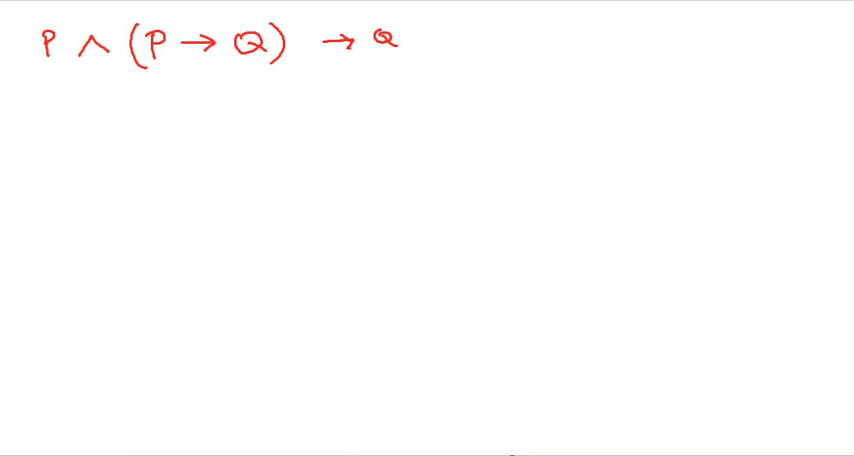 P ∧ (P → Q) → Q